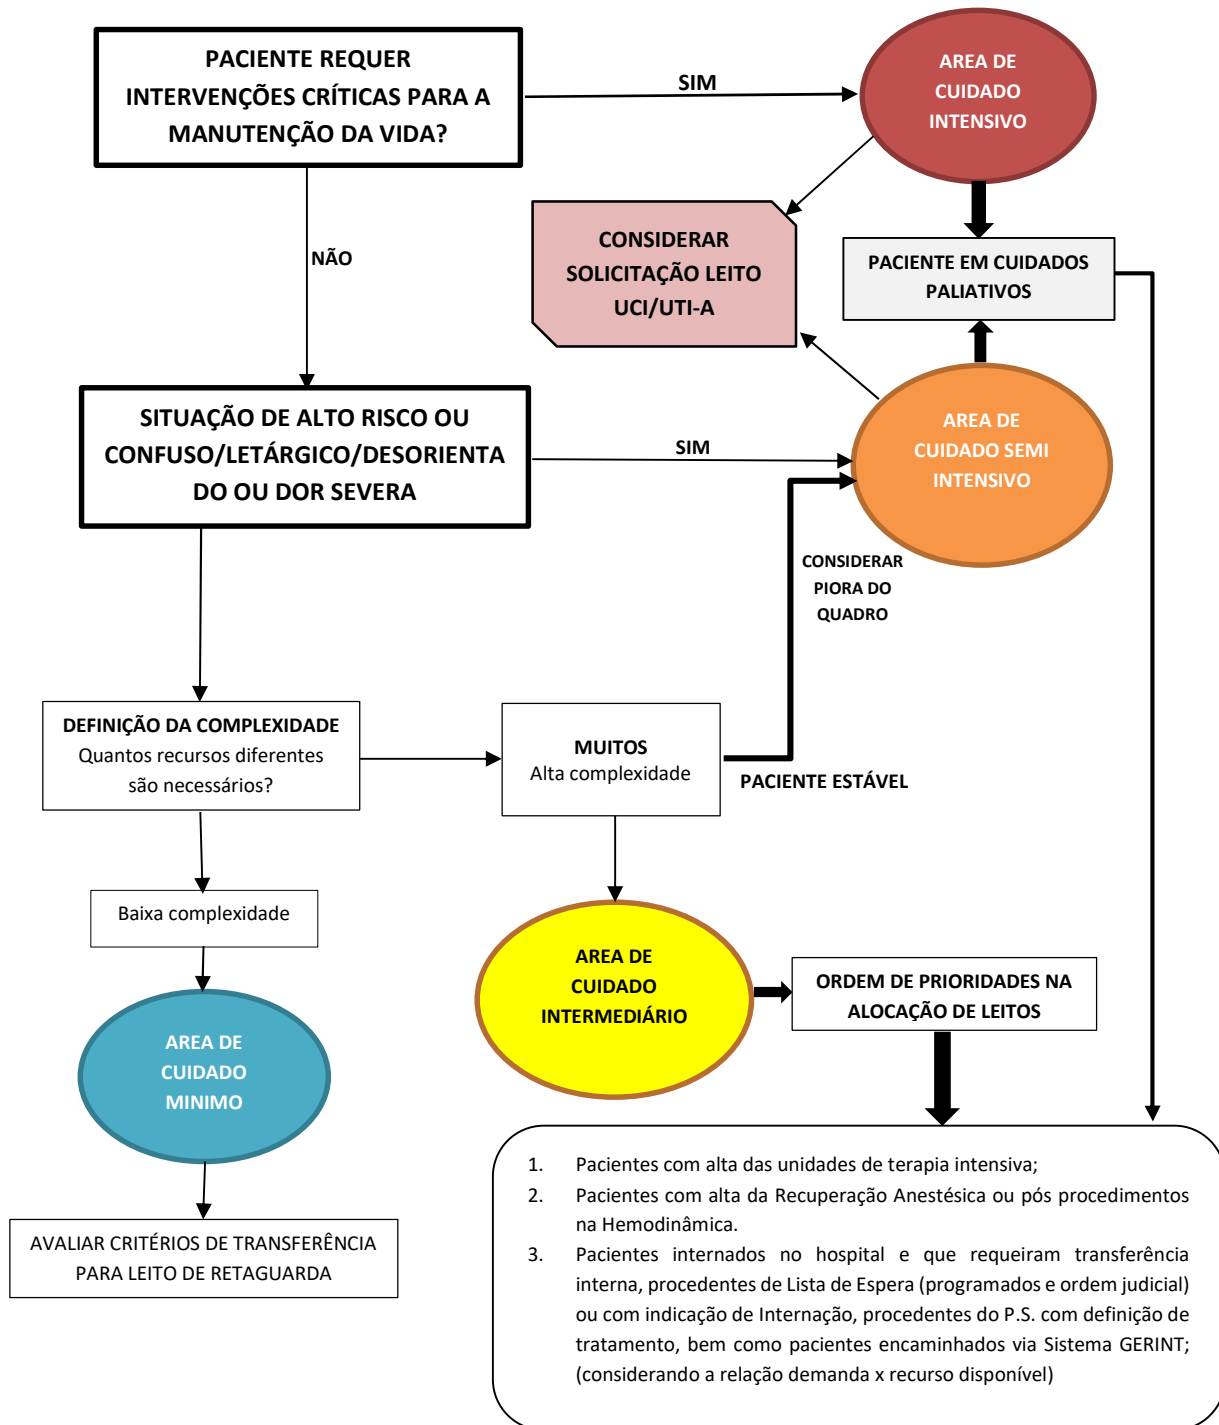 PACIENTE REQUER
INTERVENÇÕES CRÍTICAS PARA A
MANUTENÇÃO DA VIDA?
SIM
AREA DE
CUIDADO
INTENSIVO
NÃO
CONSIDERAR
SOLICITAÇÃO LEITO
UCI/UTI-A
PACIENTE EM CUIDADOS
PALIATIVOS
SITUAÇÃO DE ALTO RISCO OU
CONFUSO/LETÁRGICO/DESORIENTA
DO OU DOR SEVERA
SIM
AREA DE
CUIDADO SEMI
INTENSIVO
CONSIDERAR
PIORA DO
QUADRO
DEFINIÇÃO DA COMPLEXIDADE
Quantos recursos diferentes
são necessários?
MUITOS
Alta complexidade
PACIENTE ESTÁVEL
Baixa complexidade
AREA DE
CUIDADO
INTERMEDIÁRIO
ORDEM DE PRIORIDADES NA
ALOCAÇÃO DE LEITOS
AREA DE
CUIDADO
MINIMO
AVALIAR CRITÉRIOS DE TRANSFERÊNCIA
PARA LEITO DE RETAGUARDA
1. Pacientes com alta das unidades de terapia intensiva;
2. Pacientes com alta da Recuperação Anestésica ou pós procedimentos
na Hemodinâmica.
3. Pacientes internados no hospital e que requeiram transferência
interna, procedentes de Lista de Espera (programados e ordem judicial)
ou com indicação de Internação, procedentes do P.S. com definição de
tratamento, bem como pacientes encaminhados via Sistema GERINT;
(considerando a relação demanda x recurso disponível)